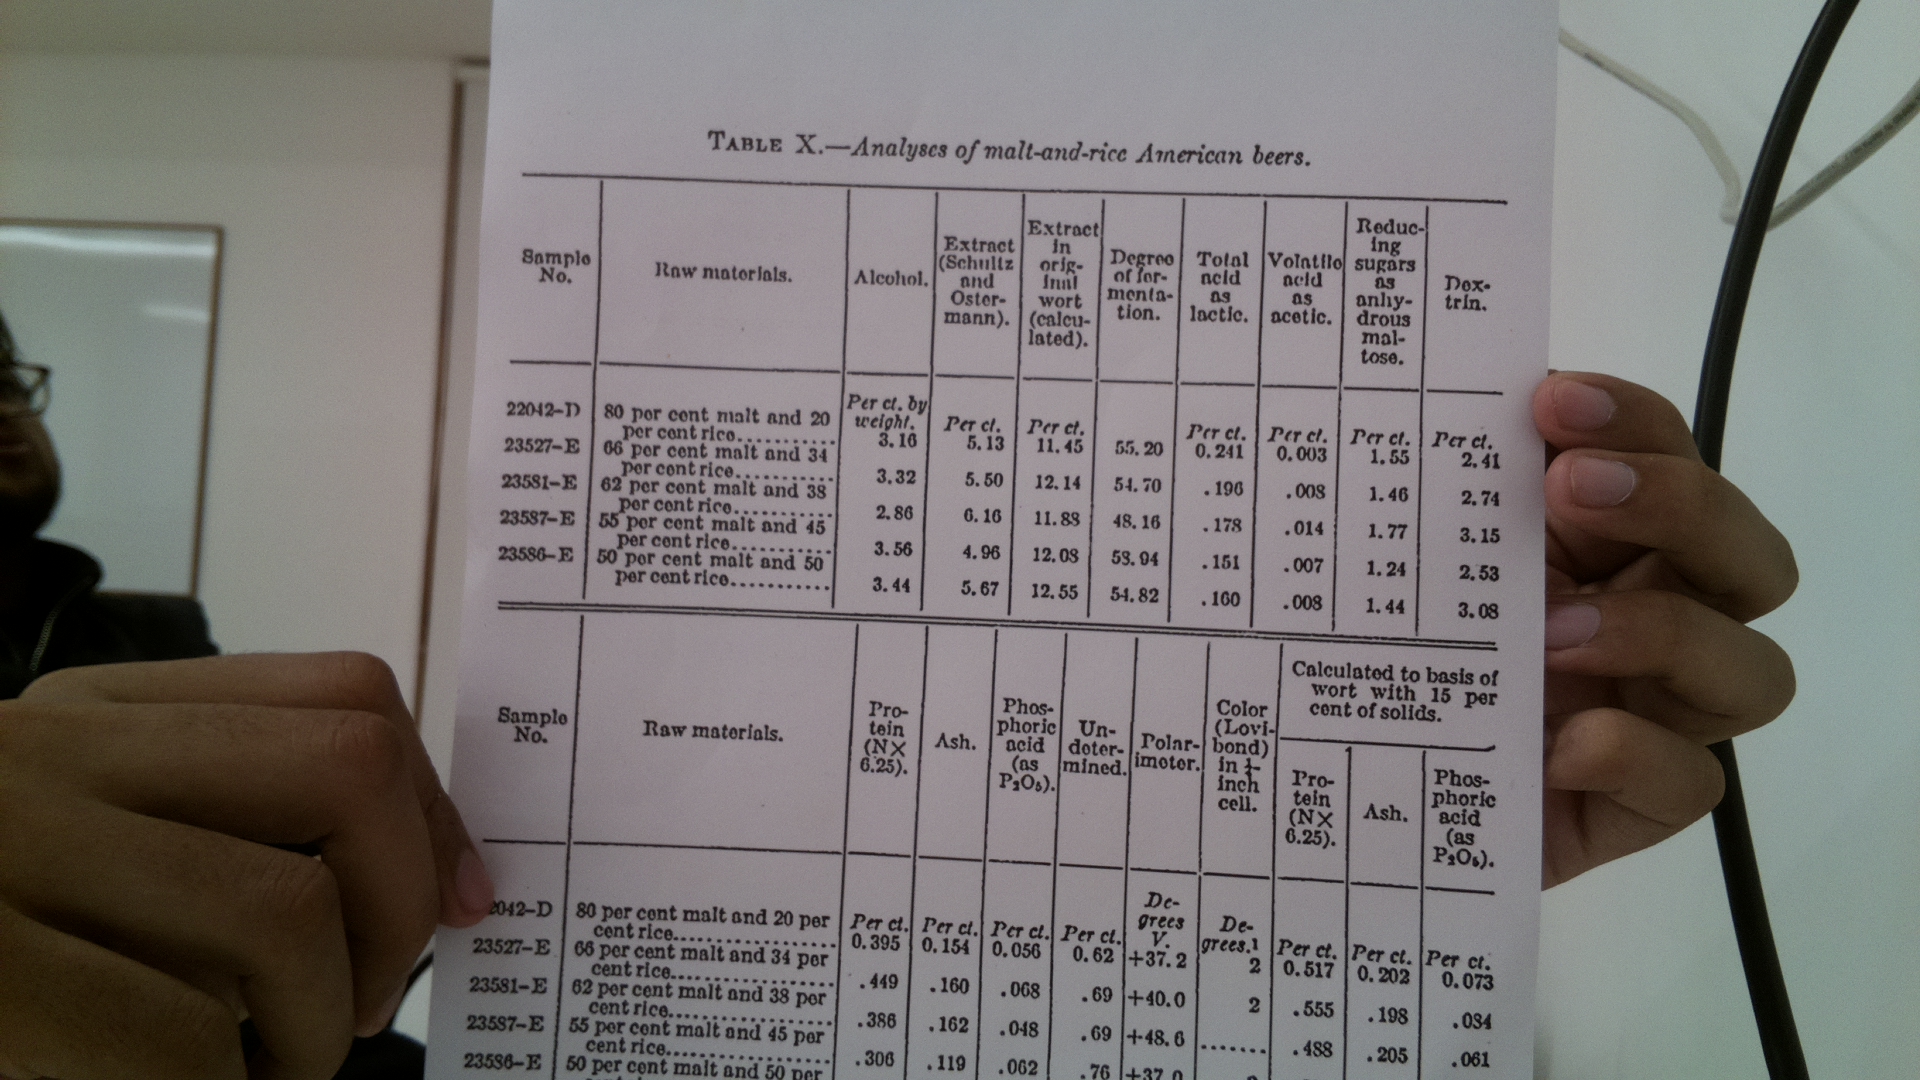 TABLE X.—Analyses of malt-and-rice American beers.
Sample No. | Raw materials. | Alcohol. | Extract (Schultz and Ostermann). | Extract in original wort (calculated). | Degree of fermentation. | Total acid as lactic. | Volatile acid as acetic. | Reducing sugars as anhydrous maltose. | Dextrin.
Per ct. by weight. | Per ct. | Per ct. | Per ct. | Per ct. | Per ct. | Per ct.
22042-D | 80 per cent malt and 20 per cent rice | 3.16 | 5.13 | 11.45 | 55.20 | 0.241 | 0.003 | 1.55 | 2.41
23527-E | 66 per cent malt and 34 per cent rice | 3.32 | 5.50 | 12.14 | 54.70 | .196 | .008 | 1.46 | 2.74
23581-E | 62 per cent malt and 38 per cent rice | 2.86 | 6.16 | 11.88 | 48.16 | .178 | .014 | 1.77 | 3.15
23587-E | 55 per cent malt and 45 per cent rice | 3.56 | 4.96 | 12.08 | 58.94 | .151 | .007 | 1.24 | 2.53
23586-E | 50 per cent malt and 50 per cent rice | 3.44 | 5.67 | 12.55 | 54.82 | .160 | .008 | 1.44 | 3.08
Calculated to basis of wort with 15 per cent of solids.
Sample No. | Raw materials. | Protein (N×6.25). | Ash. | Phosphoric acid (as P₂O₅). | Undetermined. | Polarimeter. | Color (Lovibond) in ¼-inch cell. | Protein (N×6.25). | Ash. | Phosphoric acid (as P₂O₅).
Per ct. | Per ct. | Per ct. | Per ct. | Degrees V. | Degrees.¹ | Per ct. | Per ct. | Per ct.
2042-D | 80 per cent malt and 20 per cent rice | 0.395 | 0.154 | 0.056 | 0.62 | +37.2 | 2 | 0.517 | 0.202 | 0.073
23527-E | 66 per cent malt and 34 per cent rice | .449 | .160 | .068 | .69 | +40.0 | 2 | .555 | .198 | .084
23581-E | 62 per cent malt and 38 per cent rice | .386 | .162 | .048 | .69 | +48.6 | ....... | .488 | .205 | .061
23587-E | 55 per cent malt and 45 per cent rice | .306 | .119 | .062 | .76 | +37.0
23586-E | 50 per cent malt and 50 per